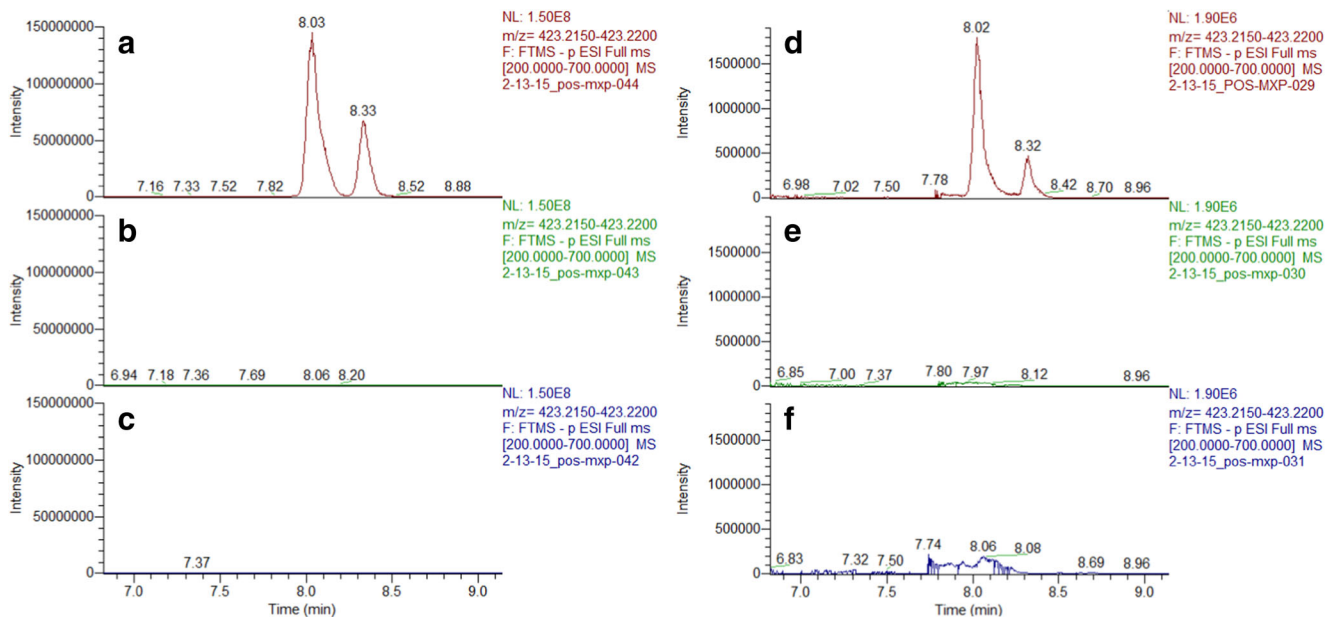 a
150000000
100000000
50000000
0
Intensity
8.03
8.33
7.16 7.33 7.52 7.82 8.52 8.88
NL: 1.50E8
m/z= 423.2150-423.2200
F: FTMS - p ESI Full ms
[200.0000-700.0000] MS
2-13-15_pos-mxp-044
b
150000000
100000000
50000000
0
Intensity
6.94 7.18 7.36 7.69 8.06 8.20
NL: 1.50E8
m/z= 423.2150-423.2200
F: FTMS - p ESI Full ms
[200.0000-700.0000] MS
2-13-15_pos-mxp-043
c
150000000
100000000
50000000
0
Intensity
7.37
NL: 1.50E8
m/z= 423.2150-423.2200
F: FTMS - p ESI Full ms
[200.0000-700.0000] MS
2-13-15_pos-mxp-042
7.0 7.5 8.0 8.5 9.0
Time (min)
d
1500000
1000000
500000
0
Intensity
8.02
8.32
6.98 7.02 7.50 7.78 8.42 8.70 8.96
NL: 1.90E6
m/z= 423.2150-423.2200
F: FTMS - p ESI Full ms
[200.0000-700.0000] MS
2-13-15_POS-MXP-029
e
1500000
1000000
500000
0
Intensity
6.85 7.00 7.37 7.80 7.97 8.12 8.96
NL: 1.90E6
m/z= 423.2150-423.2200
F: FTMS - p ESI Full ms
[200.0000-700.0000] MS
2-13-15_pos-mxp-030
f
1500000
1000000
500000
0
Intensity
6.83 7.32 7.50 7.74 8.06 8.08 8.69 8.96
NL: 1.90E6
m/z= 423.2150-423.2200
F: FTMS - p ESI Full ms
[200.0000-700.0000] MS
2-13-15_pos-mxp-031
7.0 7.5 8.0 8.5 9.0
Time (min)